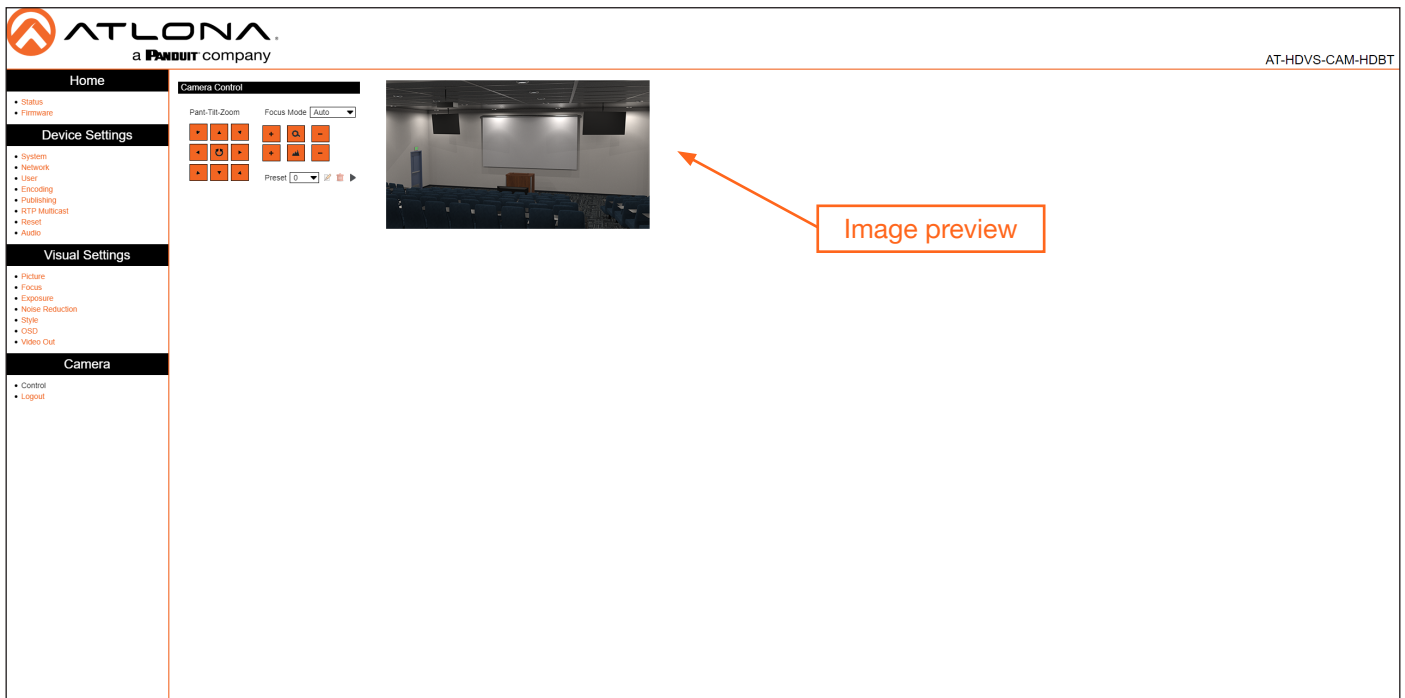 ATLONA.
a PANDUIT company
AT-HDVS-CAM-HDBT
Home
Status
Firmware
Device Settings
System
Network
User
Encoding
Publishing
RTP Multicast
Reset
Audio
Visual Settings
Picture
Focus
Exposure
Noise Reduction
Style
OSD
Video Out
Camera
Control
Logout
Camera Control
Pant-Tilt-Zoom
Focus Mode Auto
+ -
+ -
Preset 0
Image preview